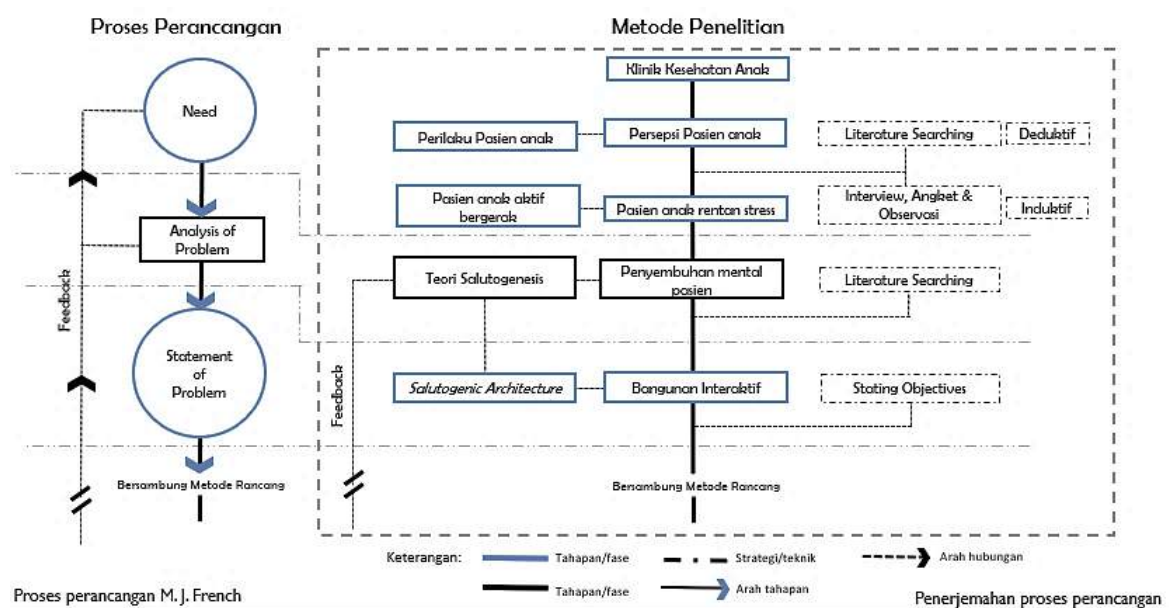 Proses Perancangan
Metode Penelitian
Need
Analysis of
Problem
Statement
of
Problem
Feedback
Bersambung Metode Rancang
Klinik Kesehatan Anak
Perilaku Pasien anak
Persepsi Pasien anak
Literature Searching
Deduktif
Pasien anak aktif
bergerak
Pasien anak rentan stress
Interview, Angket &
Observasi
Induktif
Teori Salutogenesis
Penyembuhan mental
pasien
Literature Searching
Feedback
Salutogenic Architecture
Bangunan Interaktif
Stating Objectives
Bersambung Metode Rancang
Keterangan:
Tahapan/fase
Strategi/teknik
Arah hubungan
Tahapan/fase
Arah tahapan
Proses perancangan M. J. French
Penerjemahan proses perancangan